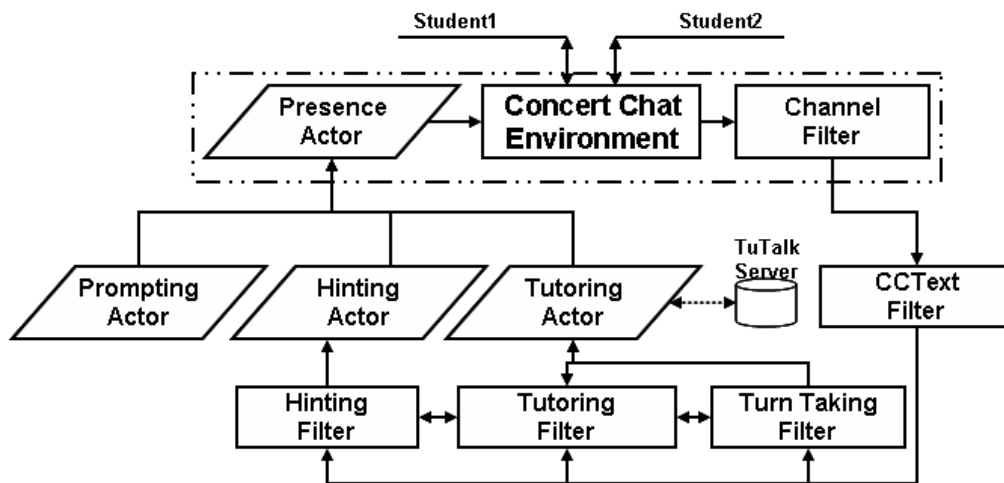 Student1
Student2
Presence
Actor
Concert Chat
Environment
Channel
Filter
TuTalk
Server
Prompting
Actor
Hinting
Actor
Tutoring
Actor
CCText
Filter
Hinting
Filter
Tutoring
Filter
Turn Taking
Filter